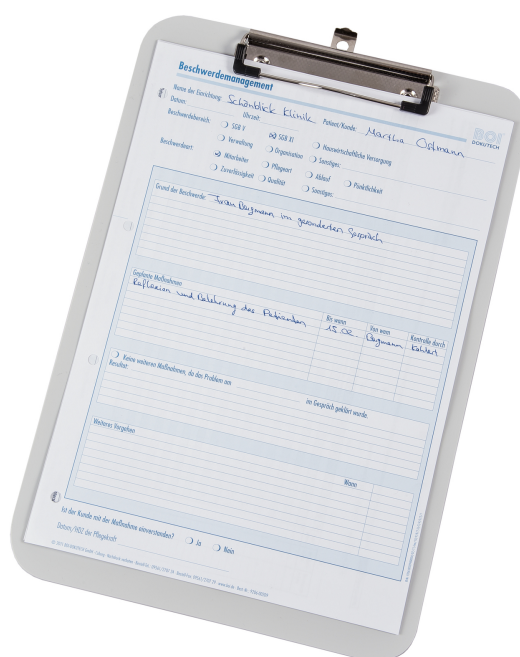 Beschwerdemanagement
BOI
DOKUTECH
Name der Einrichtung: Schönblick Klinik Patient/Kunde: Martha Ostmann
Datum: Uhrzeit
Beschwerdebereich: SGB V SGB XI Hauswirtschaftliche Versorgung
Verwaltung Organisation Sonstiges:
Beschwerdeart: Mitarbeiter Pflegeart Ablauf Pünktlichkeit
Zuverlässigkeit Qualität Sonstiges:
Grund der Beschwerde: Bergmann im gesonderten Gespräch
Geplante Maßnahmen Bis wann Von wem Kontrolle durch
Reflexion und Belehrung des Patienten 15.02. Bergmann
Keine weiteren Maßnahmen, da das Problem am im Gespräch geklärt wurde.
Resultat:
Weiteres Vorgehen Wann
Ist der Kunde mit der Maßnahme einverstanden? Ja Nein
Datum/HDZ der Pflegekraft